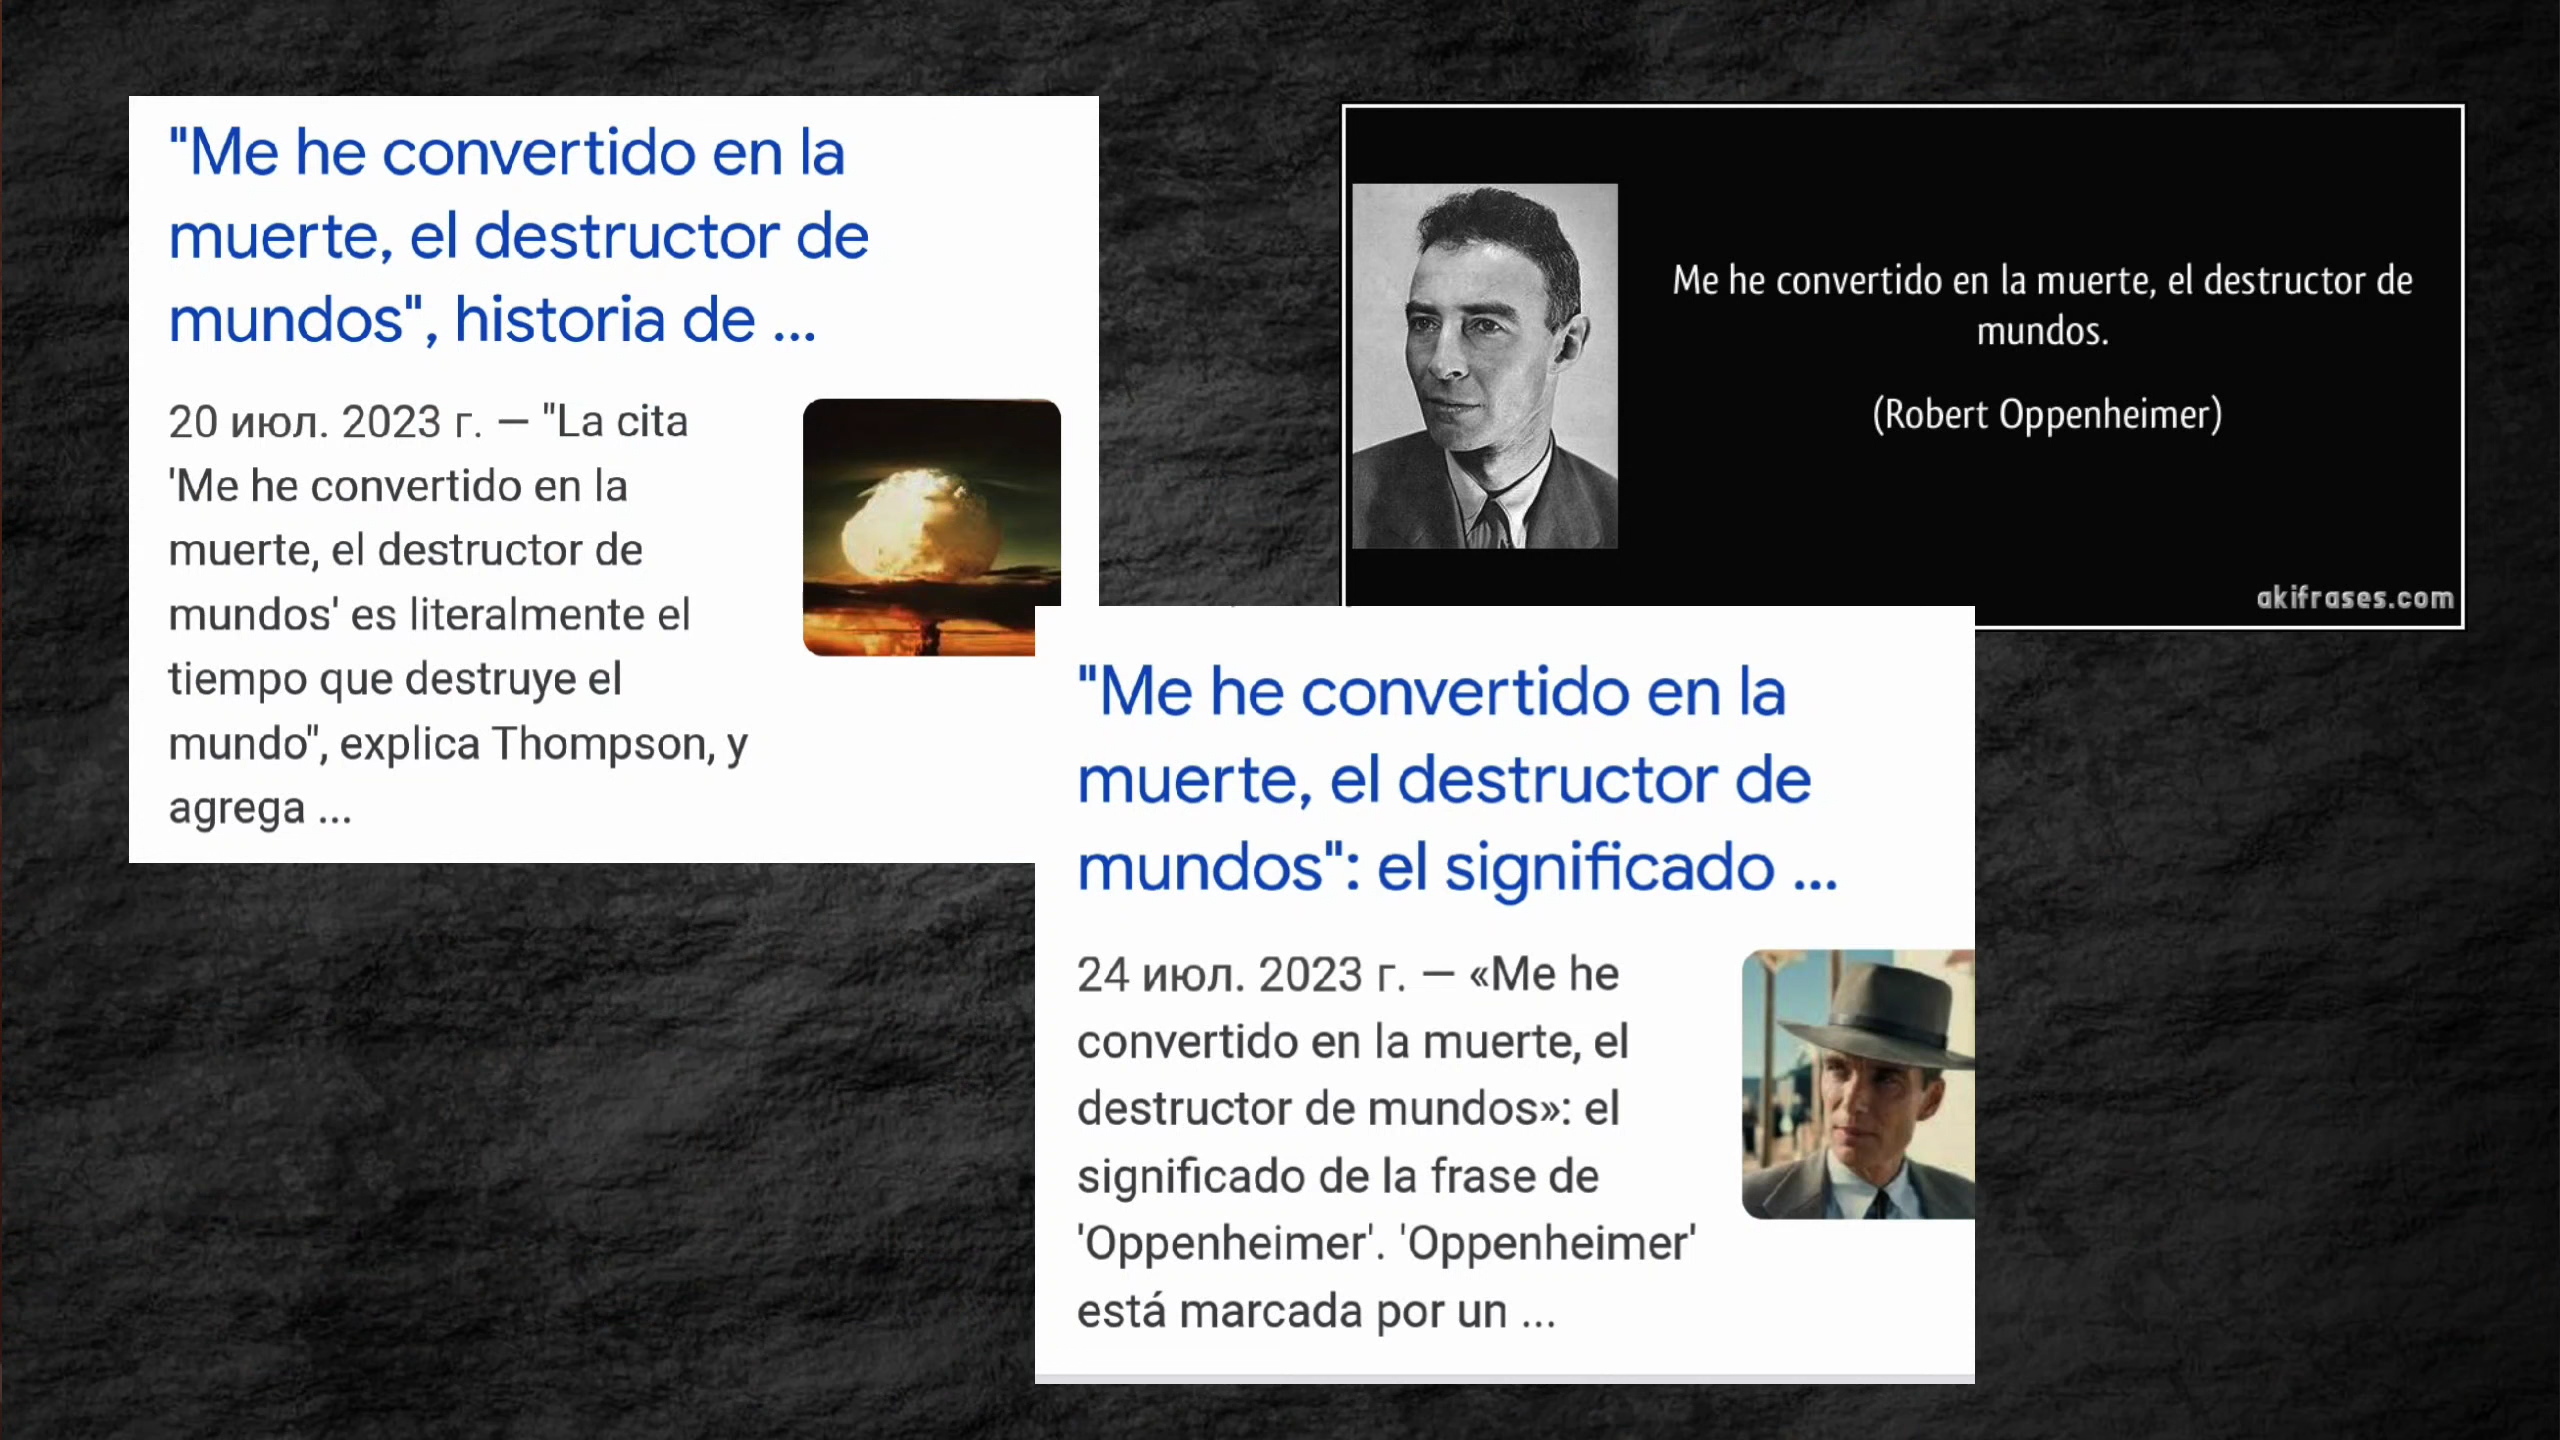 "Me he convertido en la
muerte, el destructor de
mundos", historia de ...
20 июл. 2023 г. — "La cita
'Me he convertido en la
muerte, el destructor de
mundos' es literalmente el
tiempo que destruye el
mundo", explica Thompson, y
agrega ...
Me he convertido en la muerte, el destructor de
mundos.
(Robert Oppenheimer)
akifrases.com
"Me he convertido en la
muerte, el destructor de
mundos": el significado ...
24 июл. 2023 г. — «Me he
convertido en la muerte, el
destructor de mundos»: el
significado de la frase de
'Oppenheimer'. 'Oppenheimer'
está marcada por un ...